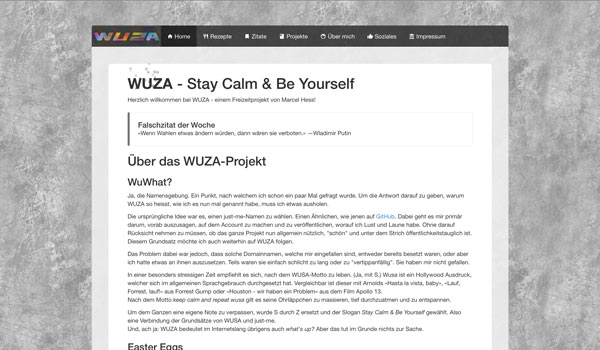 WUZA Home Rezepte Zitate Projekte Über mich Soziales Impressum
WUZA - Stay Calm & Be Yourself
Herzlich willkommen bei WUZA - einem Freizeitprojekt von Marcel Hess!
Falschzitat der Woche
«Wenn Wahlen etwas ändern würden, dann wären sie verboten.» —Wladimir Putin
Über das WUZA-Projekt
WuWhat?
Ja, die Namensgebung. Ein Punkt, nach welchem ich schon ein paar Mal gefragt wurde. Um die Antwort darauf zu geben, warum
WUZA so heisst, wie ich es nun mal genannt habe, muss ich etwas ausholen.
Die ursprüngliche Idee war es, einen just-me-Namen zu wählen. Einen Ähnlichen, wie jenen auf GitHub. Dabei geht es mir primär
darum, vorab auszusagen, auf dem Account zu machen und zu veröffentlichen, worauf ich Lust und Laune habe. Ohne darauf
Rücksicht nehmen zu müssen, ob das ganze Projekt nun allgemein nützlich, "schön" und unter dem Strich öffentlichkeitstauglich ist.
Diesem Grundsatz möchte ich auch weiterhin auf WUZA folgen.
Das Problem dabei war jedoch, dass solche Domainnamen, welche mir eingefallen sind, entweder bereits besetzt waren, oder aber
ich hatte etwas an ihnen auszusetzen. Teils waren sie einfach schlicht zu lang oder zu "vertipperfällig". Sie haben mir nicht gefallen.
In einer besonders stressigen Zeit empfiehlt es sich, nach dem WUSA-Motto zu leben. (Ja, mit S.) Wusa ist ein Hollywood Ausdruck,
welcher sich im allgemeinen Sprachgebrauch durchgesetzt hat. Vergleichbar ist dieser mit Arnolds «Hasta la vista, baby», «Lauf,
Forrest, lauf!» aus Forrest Gump oder «Houston - wir haben ein Problem» aus dem Film Apollo 13.
Nach dem Motto keep calm and repeat wusa gilt es seine Ohrläppchen zu massieren, tief durchzuatmen und zu entspannen.
Um dem Ganzen eine eigene Note zu verpassen, wurde S durch Z ersetzt und der Slogan Stay Calm & Be Yourself gewählt. Also
eine Verbindung der Grundsätze von WUSA und just-me.
Und, ach ja: WUZA bedeutet im Internetslang übrigens auch what's up? Aber das tut im Grunde nichts zur Sache.
Easter Eggs